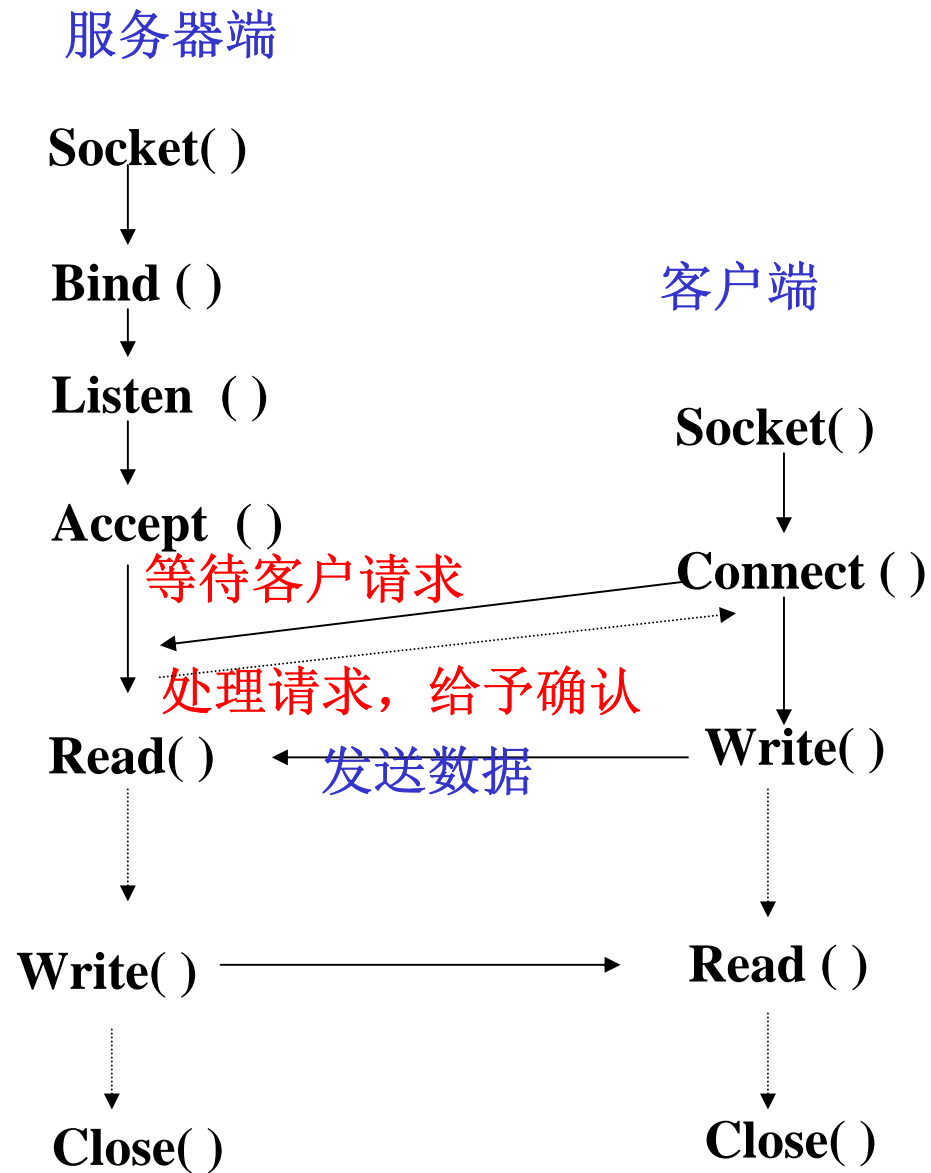 服务器端
Socket( )
Bind ( )
客户端
Listen ( )
Socket( )
Accept ( )
等待客户请求
Connect ( )
处理请求，给予确认
Read( )
发送数据
Write( )
Write( )
Read ( )
Close( )
Close( )